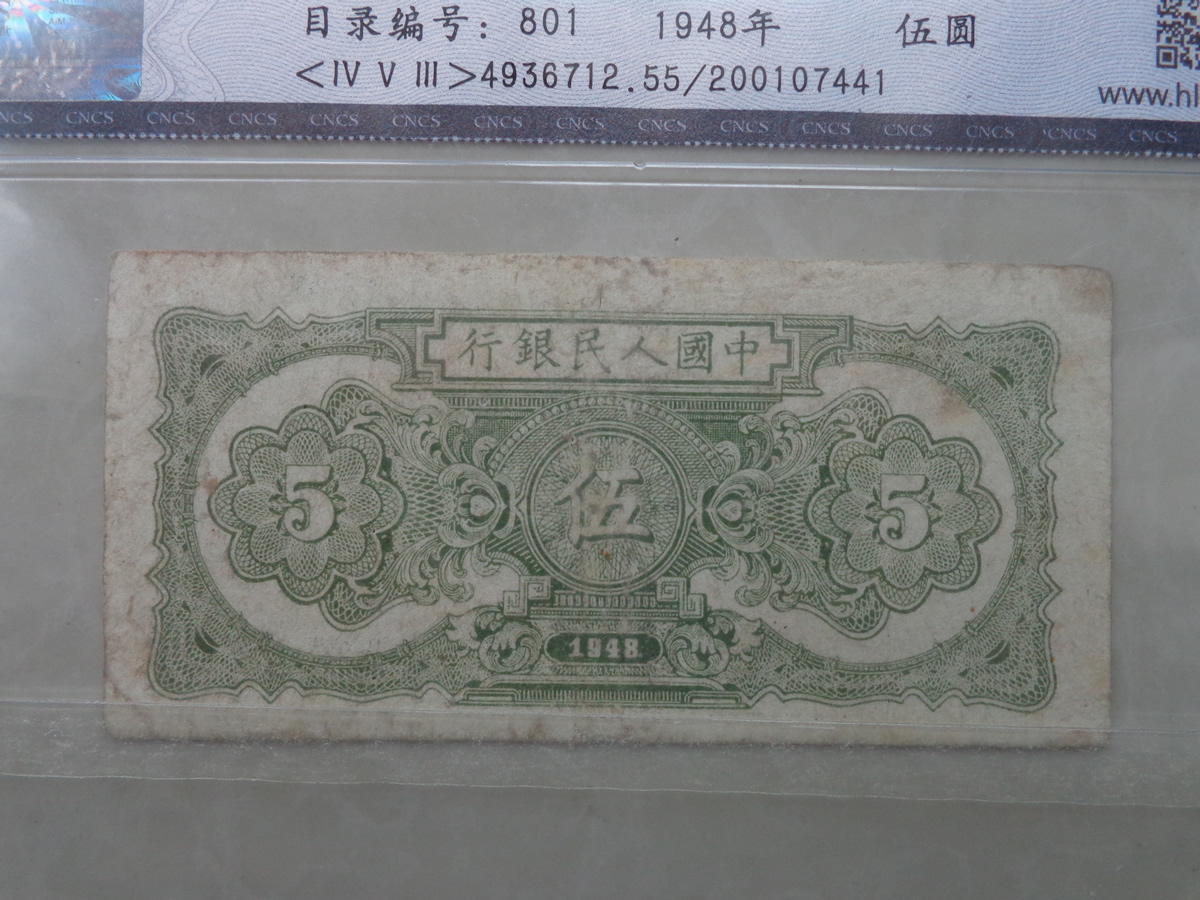 目录编号: 801 1948年 伍圆
<Ⅳ Ⅴ Ⅲ>4936712.55/200107441
www.hl
NCS CNCS CNCS CNCS CNCS CNCS CNCS CNCS CNCS CNCS CNCS CNCS CNCS CNCS CNCS
行銀民人國中
5 伍 5
1948